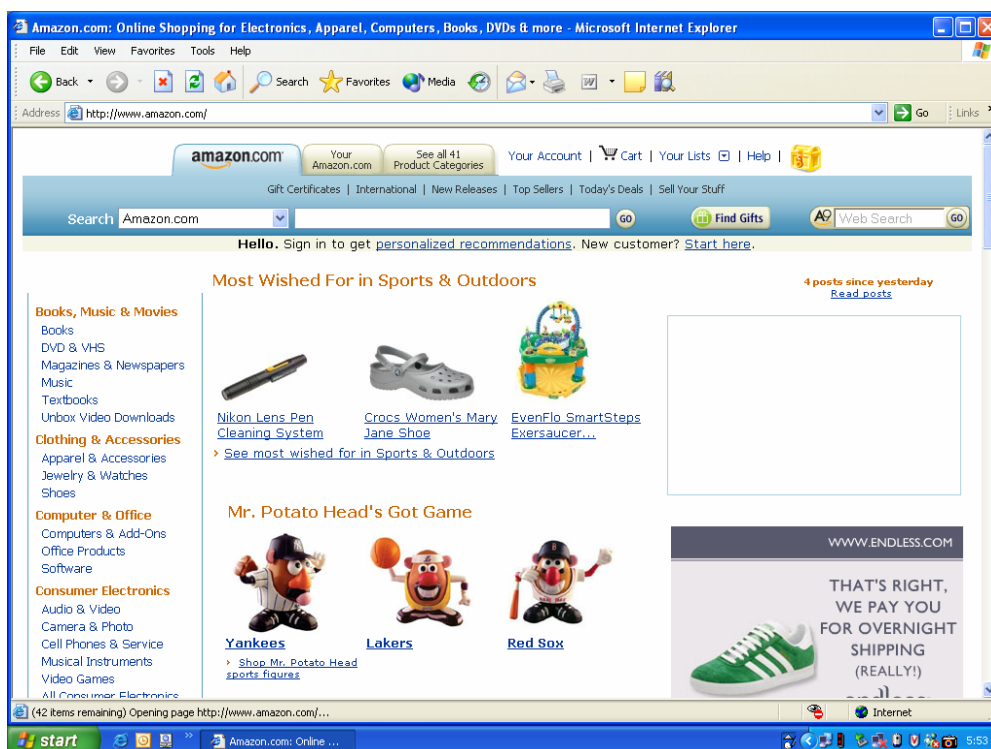 Amazon.com: Online Shopping for Electronics, Apparel, Computers, Books, DVDs & more - Microsoft Internet Explorer
File Edit View Favorites Tools Help
Back Search Favorites Media
Address http://www.amazon.com/ Go Links
amazon.com Your Amazon.com See all 41 Product Categories Your Account | Cart | Your Lists | Help |
Gift Certificates | International | New Releases | Top Sellers | Today's Deals | Sell Your Stuff
Search Amazon.com GO Find Gifts A9 Web Search GO
Hello. Sign in to get personalized recommendations. New customer? Start here.
Most Wished For in Sports & Outdoors
4 posts since yesterday
Read posts
Books, Music & Movies
Books
DVD & VHS
Magazines & Newspapers
Music
Textbooks
Unbox Video Downloads
Clothing & Accessories
Apparel & Accessories
Jewelry & Watches
Shoes
Computer & Office
Computers & Add-Ons
Office Products
Software
Consumer Electronics
Audio & Video
Camera & Photo
Cell Phones & Service
Musical Instruments
Video Games
All Consumer Electronics
Nikon Lens Pen
Cleaning System
Crocs Women's Mary
Jane Shoe
EvenFlo SmartSteps
Exersaucer...
› See most wished for in Sports & Outdoors
Mr. Potato Head's Got Game
Yankees
Lakers
Red Sox
› Shop Mr. Potato Head
sports figures
WWW.ENDLESS.COM
THAT'S RIGHT,
WE PAY YOU
FOR OVERNIGHT
SHIPPING
(REALLY!)
(42 items remaining) Opening page http://www.amazon.com/... Internet
start Amazon.com: Online ... 5:53